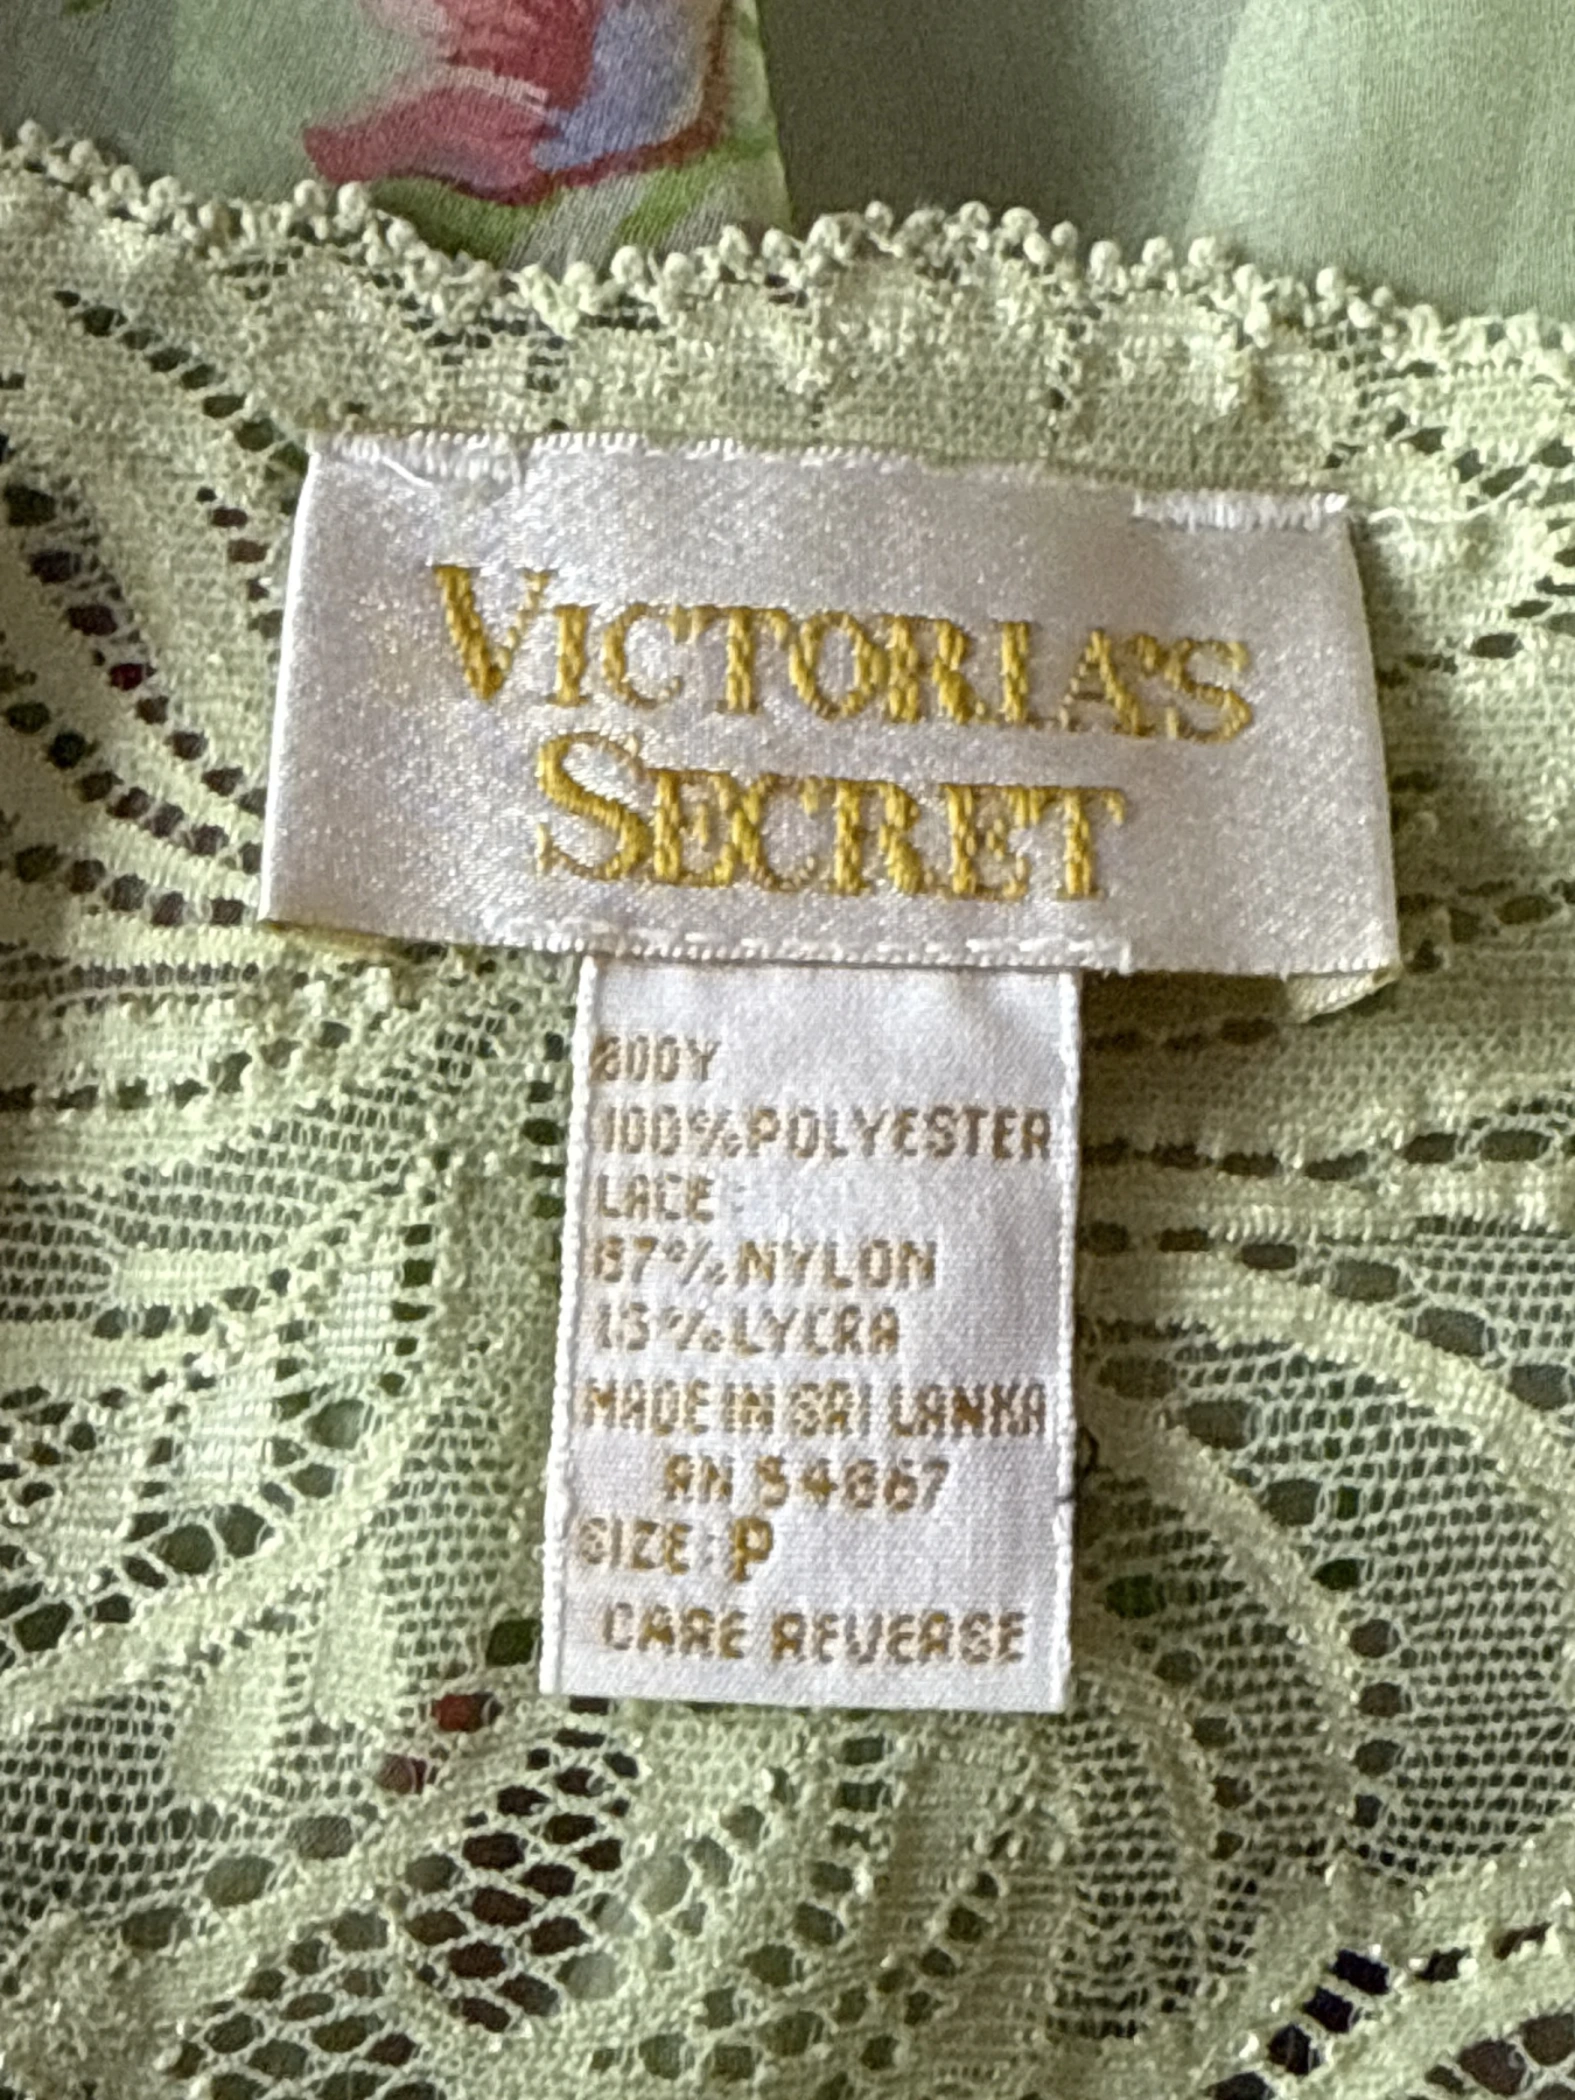 VICTORIA'S
SECRET
BODY
100% POLYESTER
LACE:
87% NYLON
13% LYCRA
MADE IN SRI LANKA
RN 54867
SIZE: P
CARE REVERSE